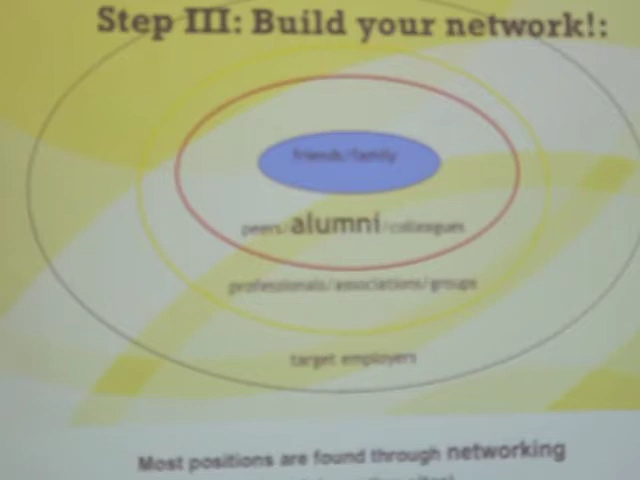 Step III: Build your network!:
friends/family
peers/alumni/colleagues
professionals/associations/groups
target employers
Most positions are found through networking